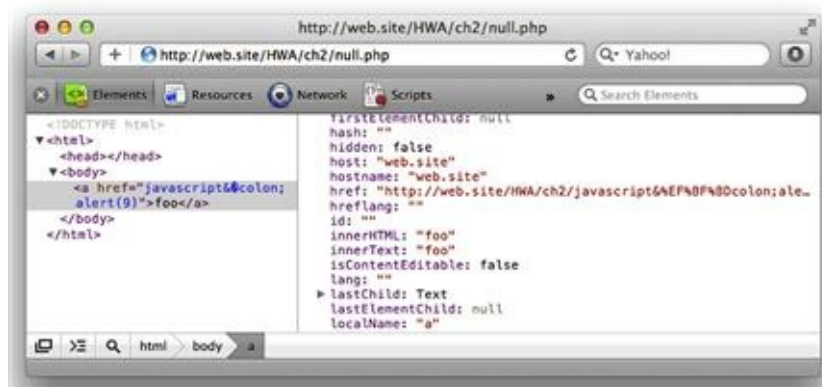 http://web.site/HWA/ch2/null.php
+ http://web.site/HWA/ch2/null.php
Q- Yahoo!
Elements Resources Network Scripts » Search Elements
<!DOCTYPE html>
▼<html>
<head></head>
▼<body>
<a href="javascript&�colon;
alert(9)">foo</a>
</body>
</html>
firstElementChild: null
hash: ""
hidden: false
host: "web.site"
hostname: "web.site"
href: "http://web.site/HWA/ch2/javascript&%EF%BF%BDcolon;ale…
hreflang: ""
id: ""
innerHTML: "foo"
innerText: "foo"
isContentEditable: false
lang: ""
▶ lastChild: Text
lastElementChild: null
localName: "a"
html body a